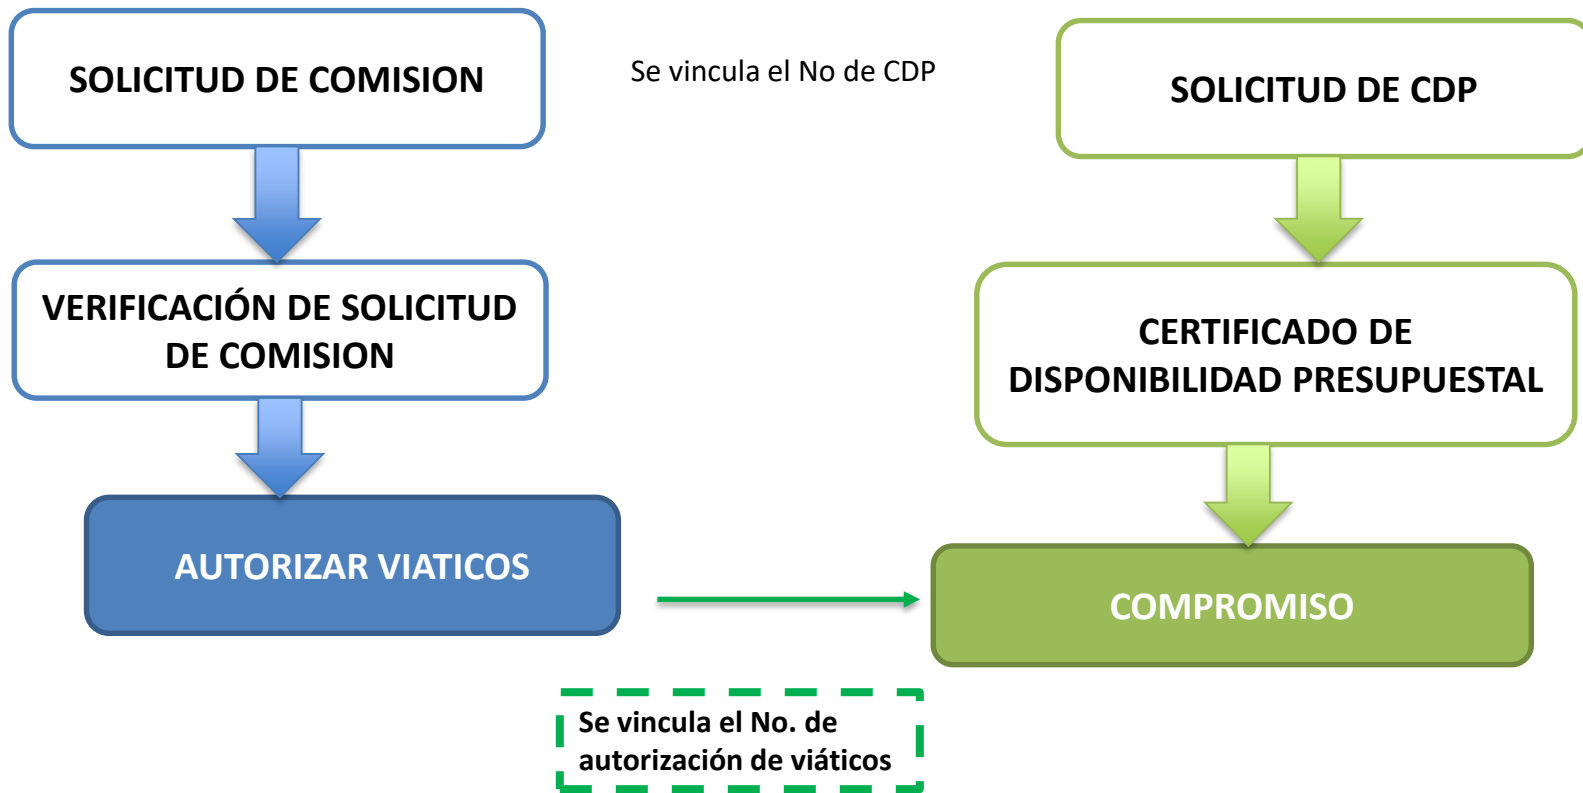 SOLICITUD DE COMISION
Se vincula el No de CDP
SOLICITUD DE CDP
VERIFICACIÓN DE SOLICITUD
DE COMISION
CERTIFICADO DE
DISPONIBILIDAD PRESUPUESTAL
AUTORIZAR VIATICOS
COMPROMISO
Se vincula el No. de
autorización de viáticos